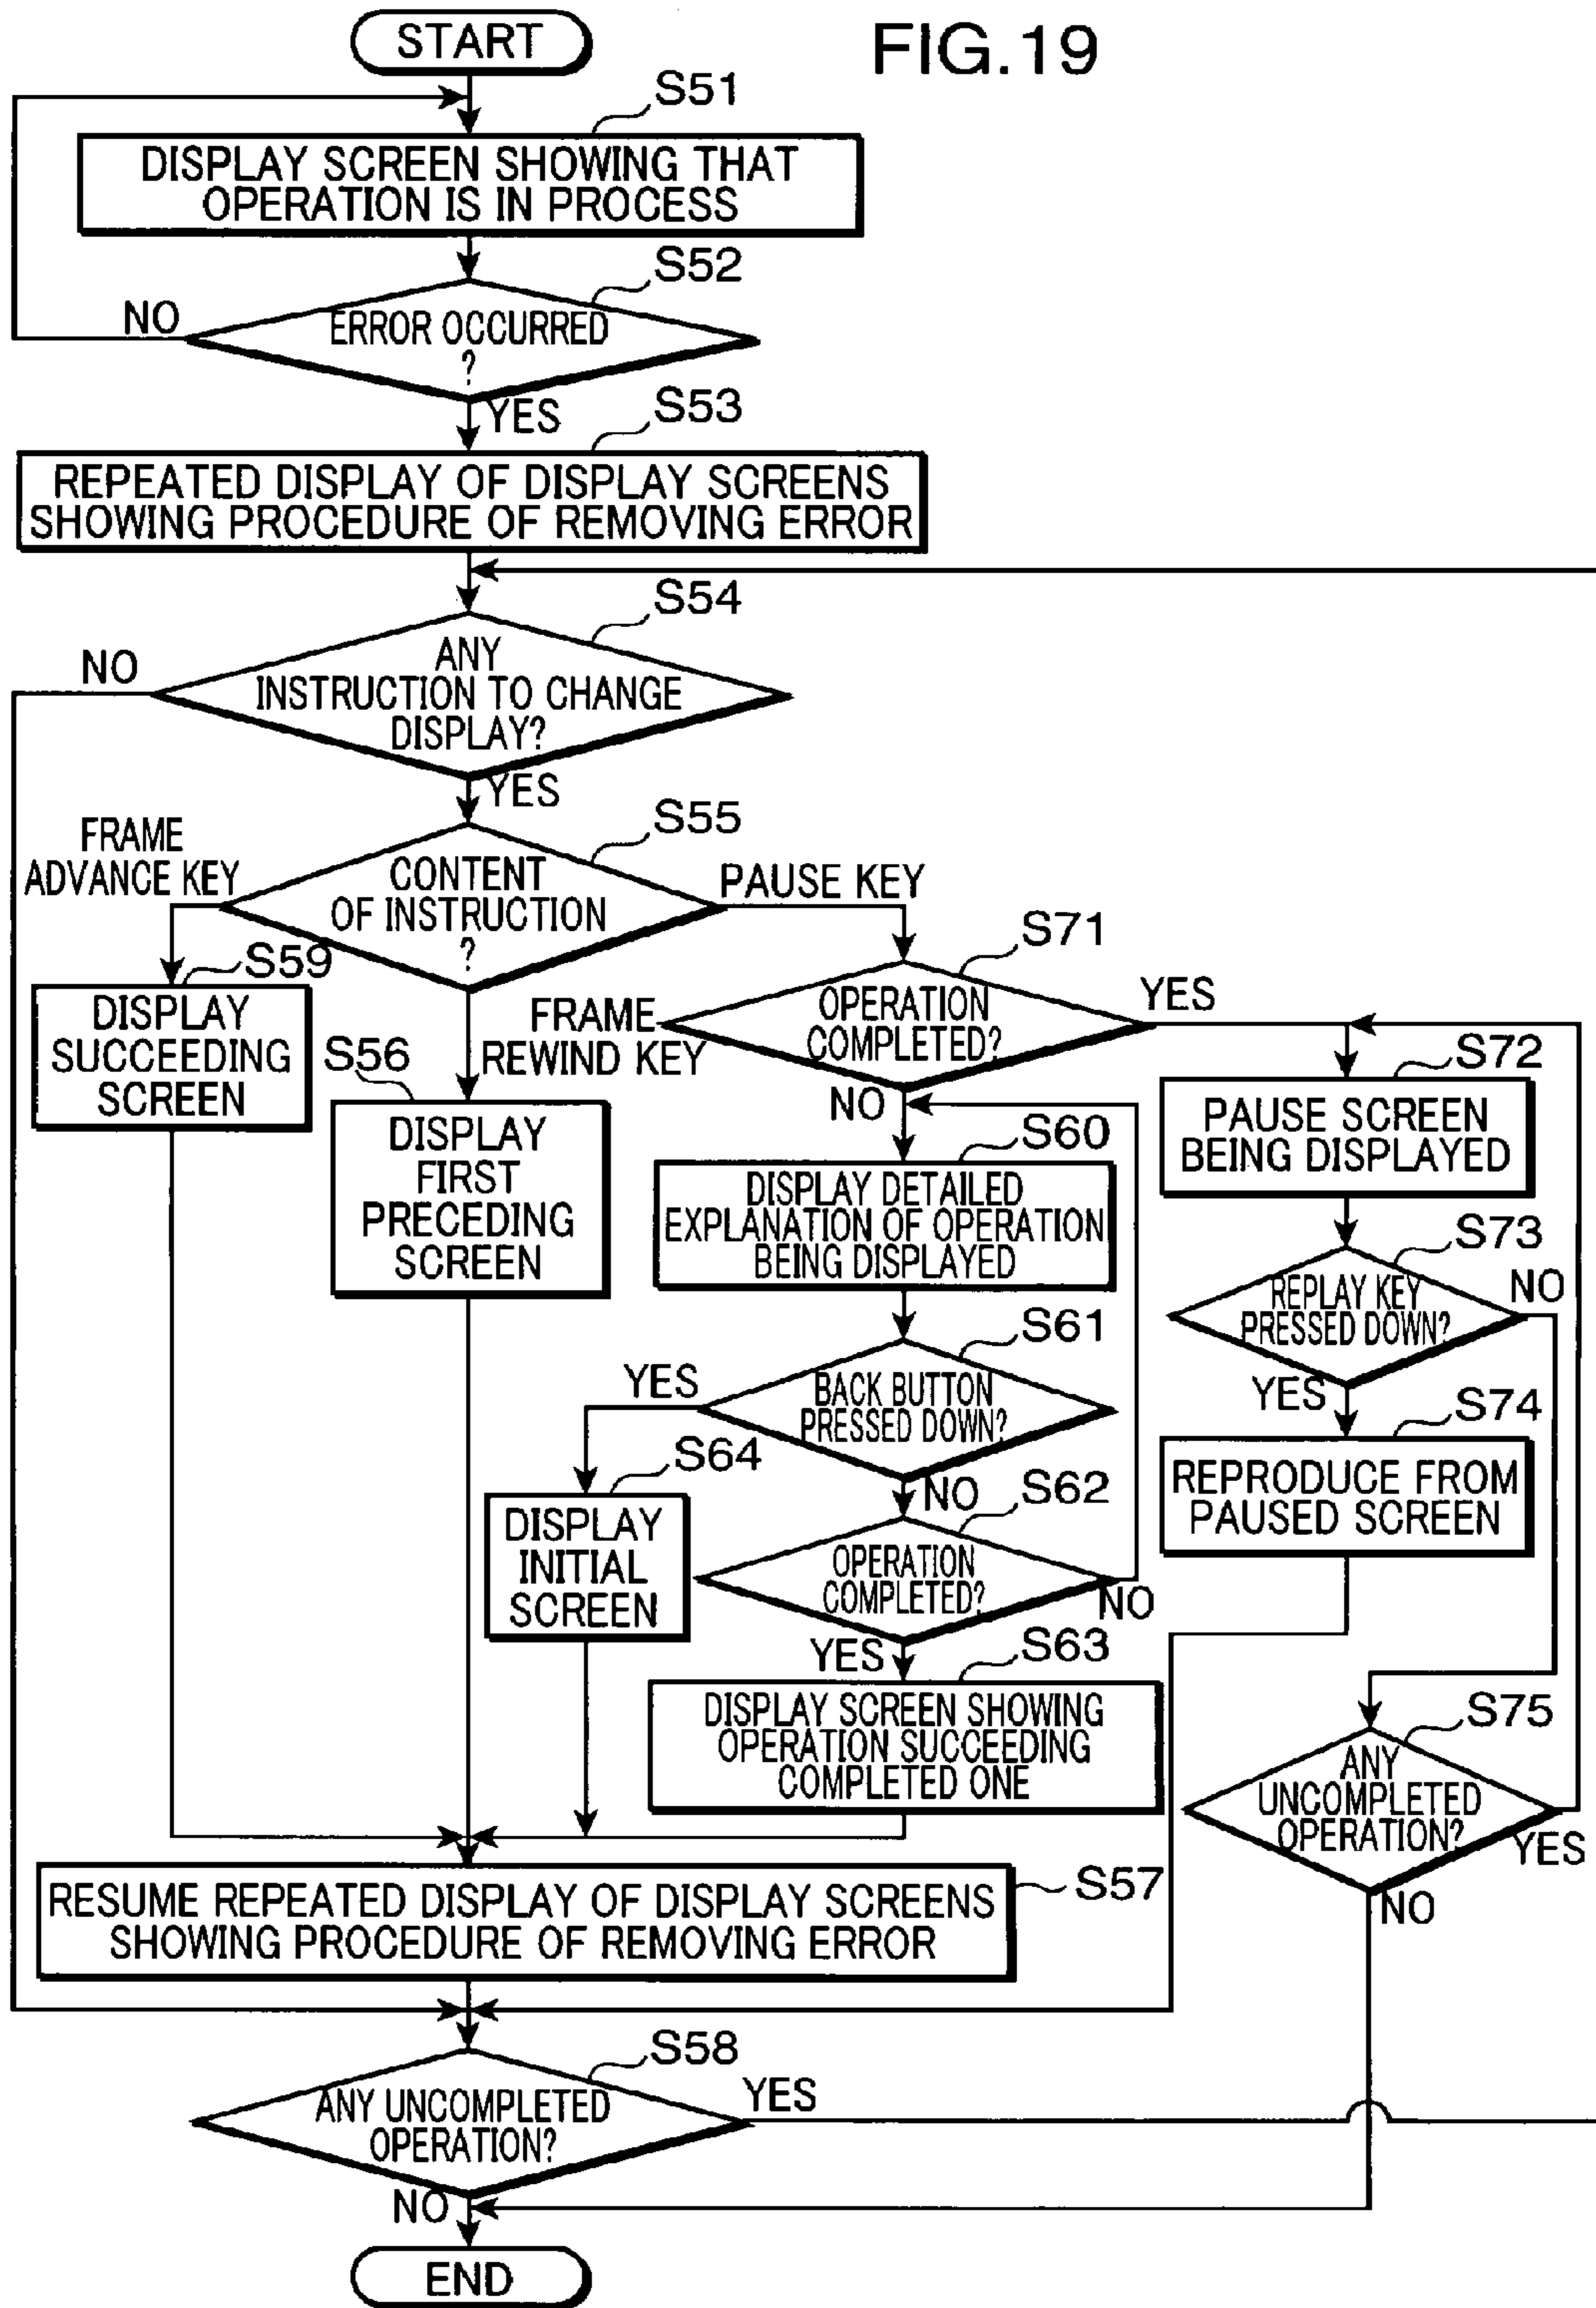 START
FIG.19
S51
DISPLAY SCREEN SHOWING THAT
OPERATION IS IN PROCESS
S52
NO
ERROR OCCURRED
?
YES
S53
REPEATED DISPLAY OF DISPLAY SCREENS
SHOWING PROCEDURE OF REMOVING ERROR
S54
NO
ANY
INSTRUCTION TO CHANGE
DISPLAY?
YES
S55
FRAME
ADVANCE KEY
CONTENT
OF INSTRUCTION
?
PAUSE KEY
S59
DISPLAY
SUCCEEDING
SCREEN
FRAME
REWIND KEY
S56
DISPLAY
FIRST
PRECEDING
SCREEN
S71
OPERATION
COMPLETED?
YES
NO
S72
PAUSE SCREEN
BEING DISPLAYED
S60
DISPLAY DETAILED
EXPLANATION OF OPERATION
BEING DISPLAYED
S73
REPLAY KEY
PRESSED DOWN?
NO
YES
S61
YES
BACK BUTTON
PRESSED DOWN?
NO
S74
REPRODUCE FROM
PAUSED SCREEN
S64
DISPLAY
INITIAL
SCREEN
S62
OPERATION
COMPLETED?
NO
YES
S63
DISPLAY SCREEN SHOWING
OPERATION SUCCEEDING
COMPLETED ONE
S75
ANY
UNCOMPLETED
OPERATION?
YES
NO
RESUME REPEATED DISPLAY OF DISPLAY SCREENS
SHOWING PROCEDURE OF REMOVING ERROR
S57
S58
ANY UNCOMPLETED
OPERATION?
YES
NO
END